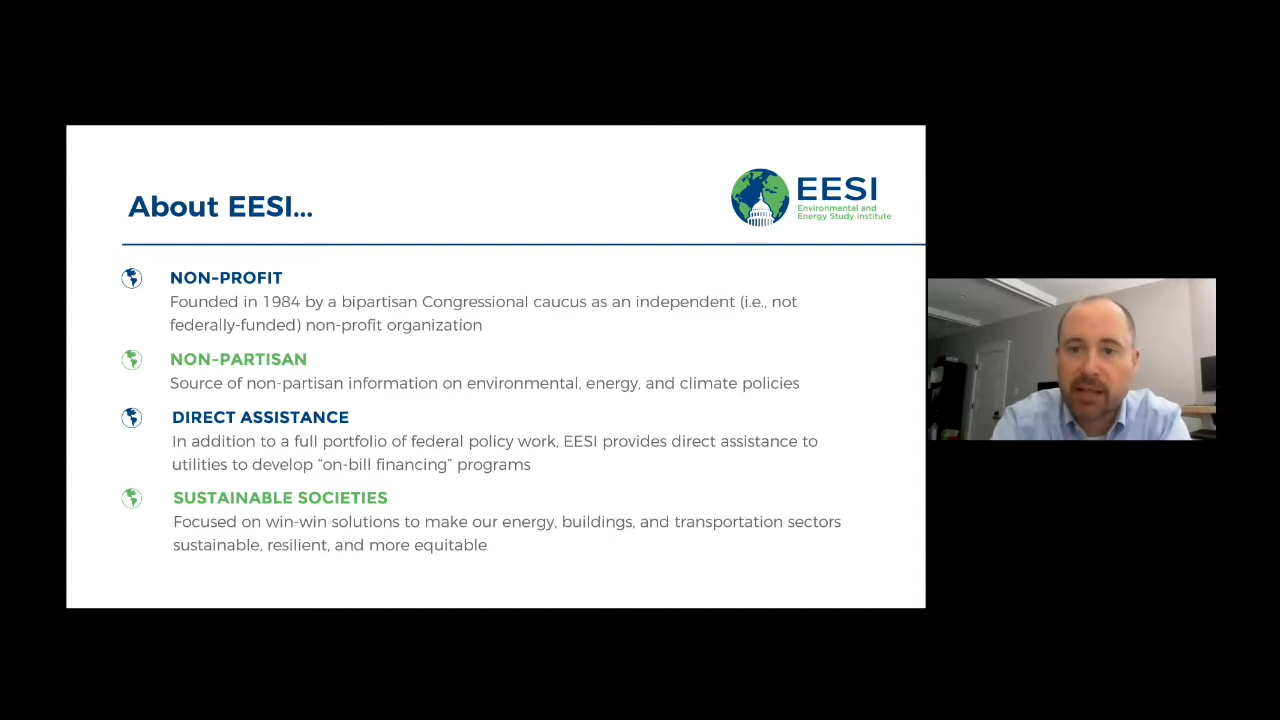 About EESI...
EESI
Environmental and
Energy Study Institute
NON-PROFIT
Founded in 1984 by a bipartisan Congressional caucus as an independent (i.e., not
federally-funded) non-profit organization
NON-PARTISAN
Source of non-partisan information on environmental, energy, and climate policies
DIRECT ASSISTANCE
In addition to a full portfolio of federal policy work, EESI provides direct assistance to
utilities to develop “on-bill financing” programs
SUSTAINABLE SOCIETIES
Focused on win-win solutions to make our energy, buildings, and transportation sectors
sustainable, resilient, and more equitable